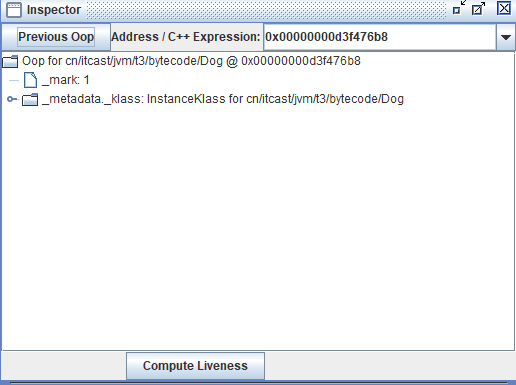 Inspector
Previous Oop Address / C++ Expression: 0x00000000d3f476b8
Oop for cn/itcast/jvm/t3/bytecode/Dog @ 0x00000000d3f476b8
_mark: 1
_metadata._klass: InstanceKlass for cn/itcast/jvm/t3/bytecode/Dog
Compute Liveness